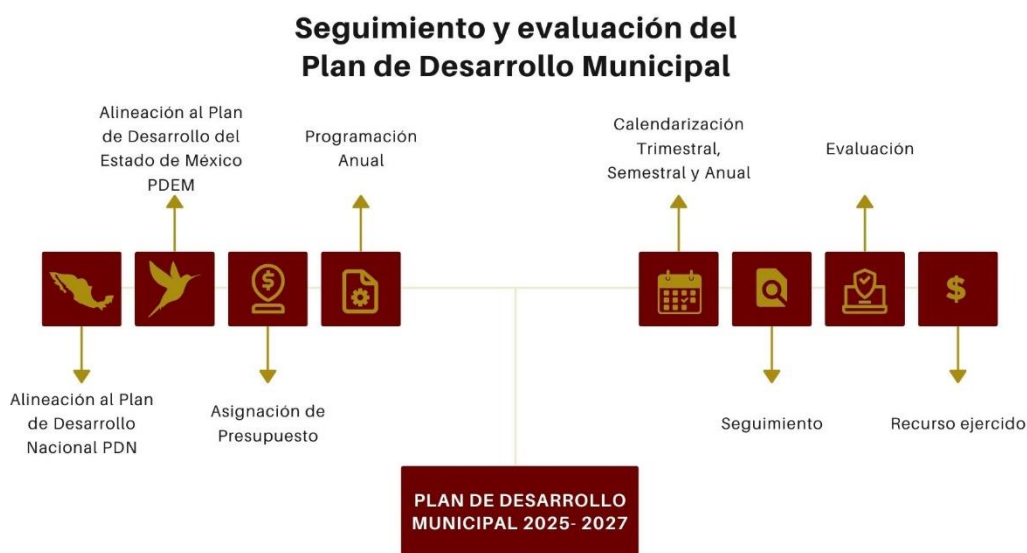 Seguimiento y evaluación del
Plan de Desarrollo Municipal
Alineación al Plan
de Desarrollo del
Estado de México
PDEM
Programación
Anual
Calendarización
Trimestral,
Semestral y Anual
Evaluación
$
$
Alineación al Plan
de Desarrollo
Nacional PDN
Asignación de
Presupuesto
Seguimiento
Recurso ejercido
PLAN DE DESARROLLO
MUNICIPAL 2025- 2027